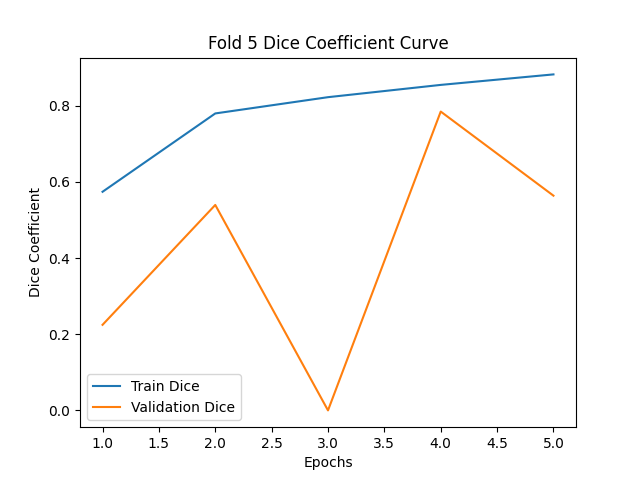 Fold 5 Dice Coefficient Curve
Dice Coefficient
0.8
0.6
0.4
0.2
0.0
Train Dice
Validation Dice
1.0 1.5 2.0 2.5 3.0 3.5 4.0 4.5 5.0
Epochs